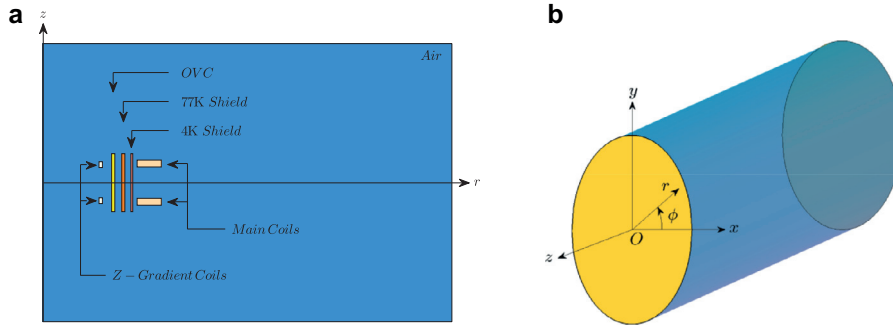 a
z
Air
OVC
77K Shield
4K Shield
r
Main Coils
Z − Gradient Coils
b
y
r
ϕ
O
x
z